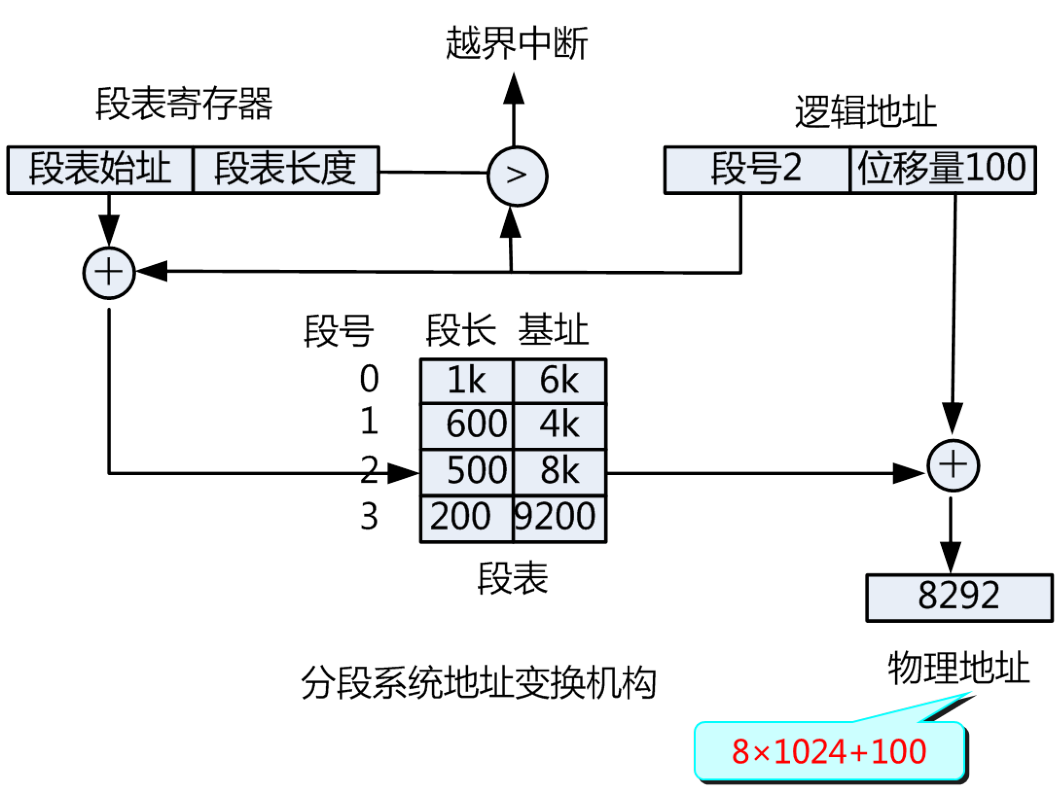 越界中断
段表寄存器
逻辑地址
段表始址 段表长度 > 段号2 位移量100
+
段号 段长 基址
0 1k 6k
1 600 4k
2 500 8k
+
3 200 9200
段表
8292
物理地址
分段系统地址变换机构
8×1024+100